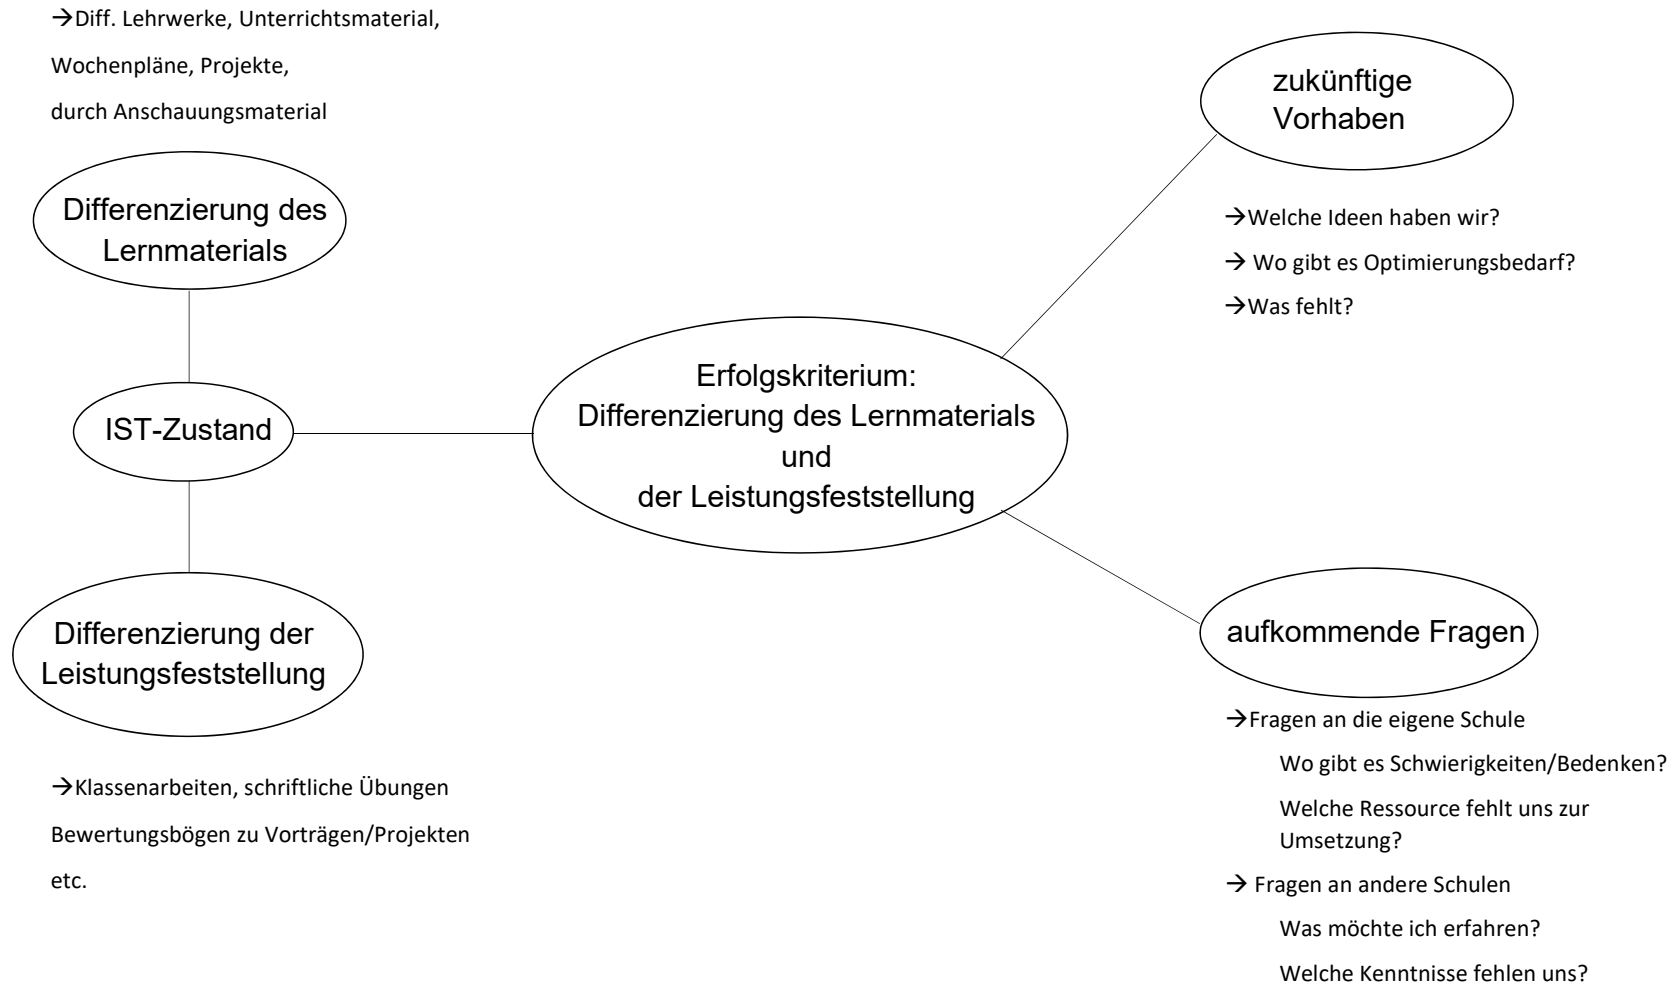 →Diff. Lehrwerke, Unterrichtsmaterial,
Wochenpläne, Projekte,
durch Anschauungsmaterial
Differenzierung des
Lernmaterials
IST-Zustand
Differenzierung der
Leistungsfeststellung
→Klassenarbeiten, schriftliche Übungen
Bewertungsbögen zu Vorträgen/Projekten
etc.
Erfolgskriterium:
Differenzierung des Lernmaterials
und
der Leistungsfeststellung
zukünftige
Vorhaben
→Welche Ideen haben wir?
→ Wo gibt es Optimierungsbedarf?
→Was fehlt?
aufkommende Fragen
→Fragen an die eigene Schule
Wo gibt es Schwierigkeiten/Bedenken?
Welche Ressource fehlt uns zur
Umsetzung?
→ Fragen an andere Schulen
Was möchte ich erfahren?
Welche Kenntnisse fehlen uns?